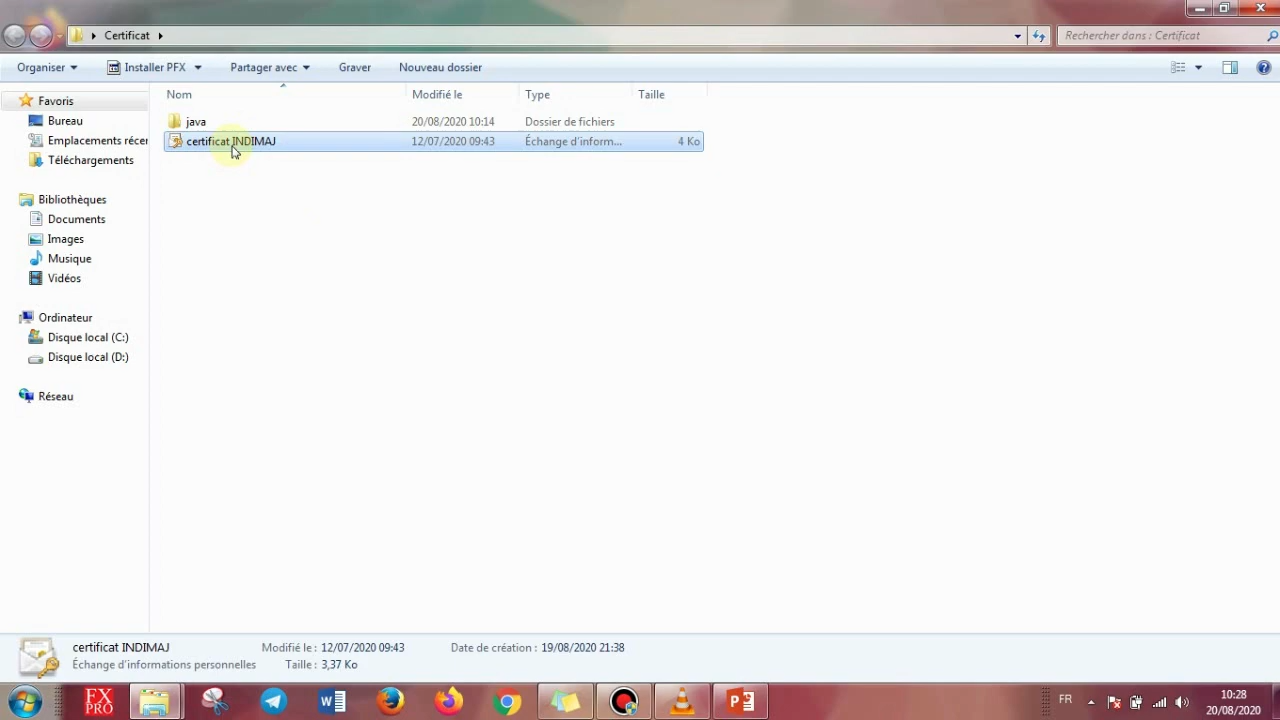 Certificat
Rechercher dans : Certificat
Organiser
Installer PFX
Partager avec
Graver
Nouveau dossier
Nom
Modifié le
Type
Taille
java
20/08/2020 10:14
Dossier de fichiers
certificat INDIMAJ
12/07/2020 09:43
Échange d'inform...
4 Ko
Favoris
Bureau
Emplacements récer
Téléchargements
Bibliothèques
Documents
Images
Musique
Vidéos
Ordinateur
Disque local (C:)
Disque local (D:)
Réseau
certificat INDIMAJ
Modifié le : 12/07/2020 09:43
Date de création : 19/08/2020 21:38
Échange d'informations personnelles
Taille : 3,37 Ko
FX
PRO
FR
10:28
20/08/2020